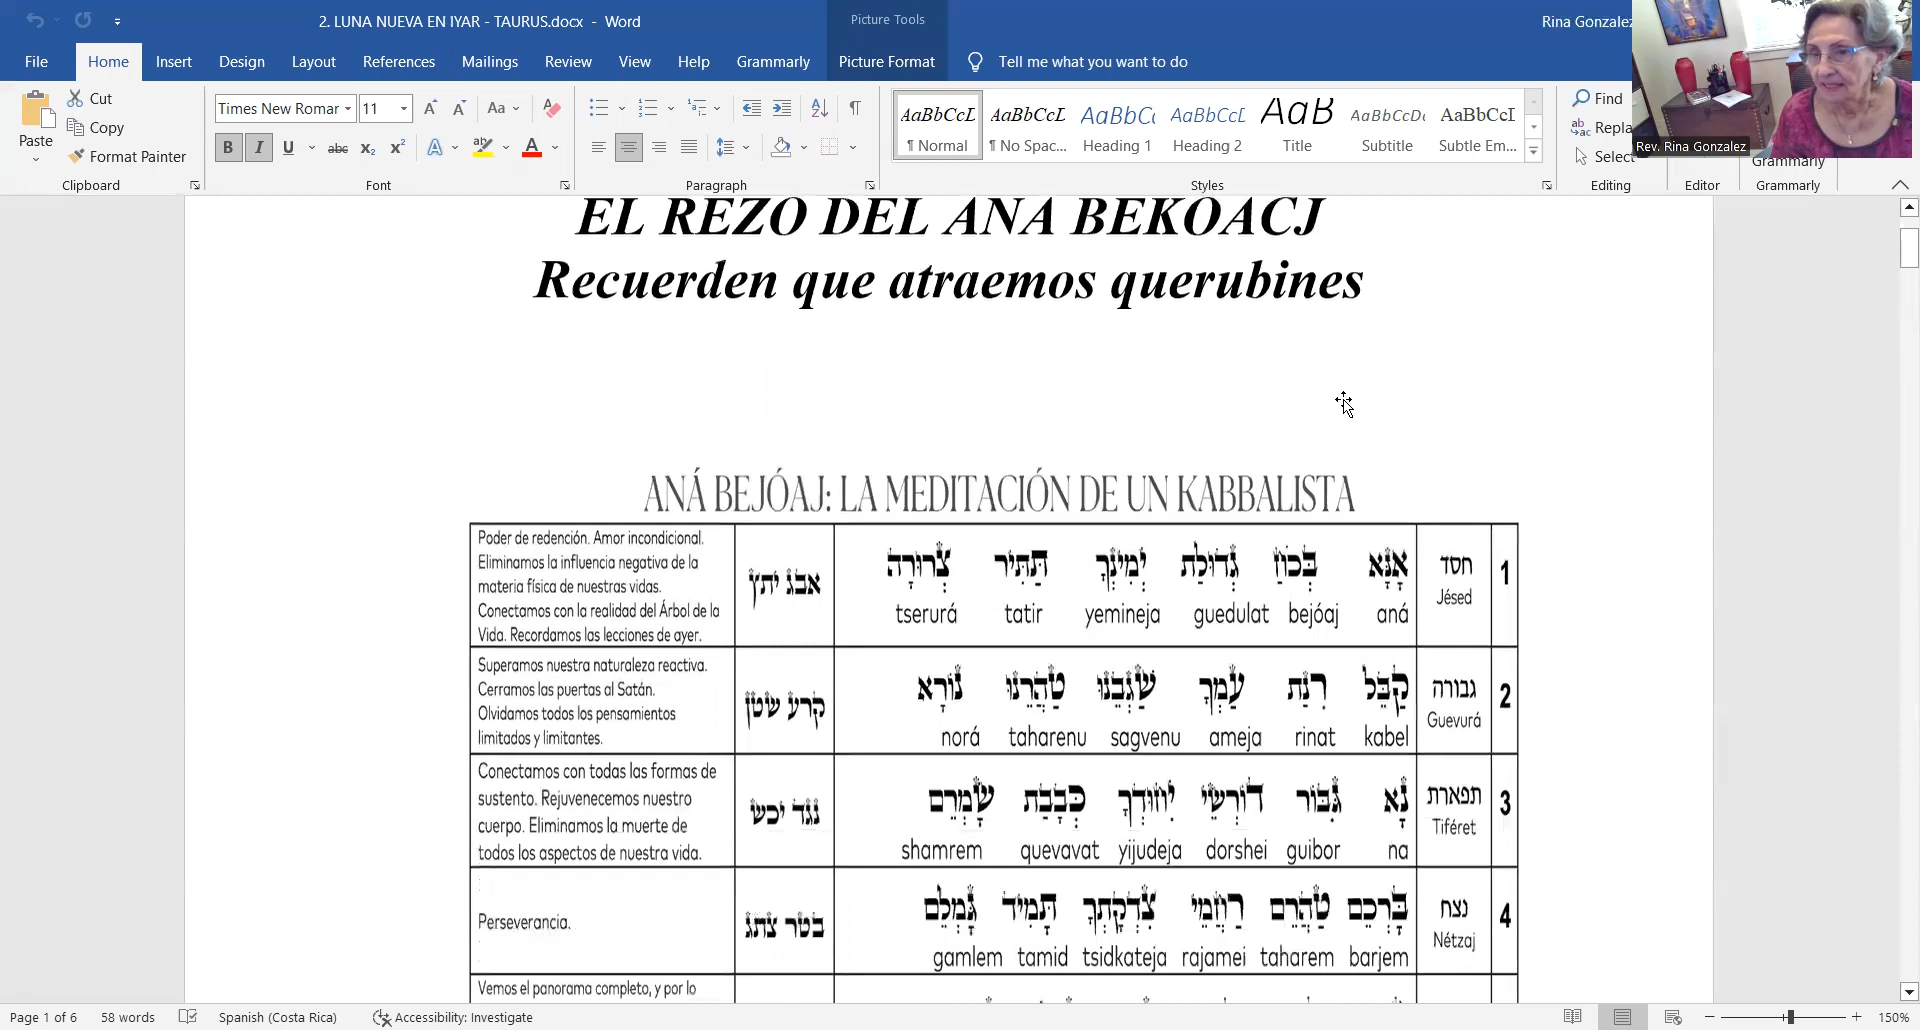 2. LUNA NUEVA EN IYAR - TAURUS.docx - Word
Picture Tools
Rina Gonzalez
File Home Insert Design Layout References Mailings Review View Help Grammarly Picture Format Tell me what you want to do
Paste
Cut
Copy
Format Painter
Clipboard
Times New Roman 11
Font
Paragraph
AaBbCcL AaBbCcL AaBbC AaBbCcL AaB AaBbCcD AaBbCcI
¶ Normal ¶ No Spac... Heading 1 Heading 2 Title Subtitle Subtle Em...
Styles
Find
Repla
Select
Editing
Editor
Grammarly
Grammarly
Rev. Rina Gonzalez
EL REZO DEL ANA BEKOACJ
Recuerden que atraemos querubines
ANÁ BEJÓAJ: LA MEDITACIÓN DE UN KABBALISTA
Poder de redención. Amor incondicional.
Eliminamos la influencia negativa de la
materia física de nuestras vidas.
Conectamos con la realidad del Árbol de la
Vida. Recordamos las lecciones de ayer.
אבג יתץ
אָנָּא בְּכֹחַ גְּדוּלַת יְמִינְךָ תַּתִּיר צְרוּרָה
tserurá tatir yemineja guedulat bejóaj aná
חסד
Jésed
1
Superamos nuestra naturaleza reactiva.
Cerramos las puertas al Satán.
Olvidamos todos los pensamientos
limitados y limitantes.
קרע שטן
קַבֵּל רִנַּת עַמְּךָ שַׂגְּבֵנוּ טַהֲרֵנוּ נוֹרָא
norá taharenu sagvenu ameja rinat kabel
גבורה
Guevurá
2
Conectamos con todas las formas de
sustento. Rejuvenecemos nuestro
cuerpo. Eliminamos la muerte de
todos los aspectos de nuestra vida.
נגד יכש
נָא גִּבּוֹר דּוֹרְשֵׁי יִחוּדְךָ כְּבָבַת שָׁמְרֵם
shamrem quevavat yijudeja dorshei guibor na
תפארת
Tiféret
3
Perseverancia.
בטר צתג
בָּרְכֵם טַהֲרֵם רַחֲמֵי צִדְקָתְךָ תָּמִיד גָּמְלֵם
gamlem tamid tsidkateja rajamei taharem barjem
נצח
Nétzaj
4
Vemos el panorama completo, y por lo
Page 1 of 6 58 words Spanish (Costa Rica) Accessibility: Investigate 150%